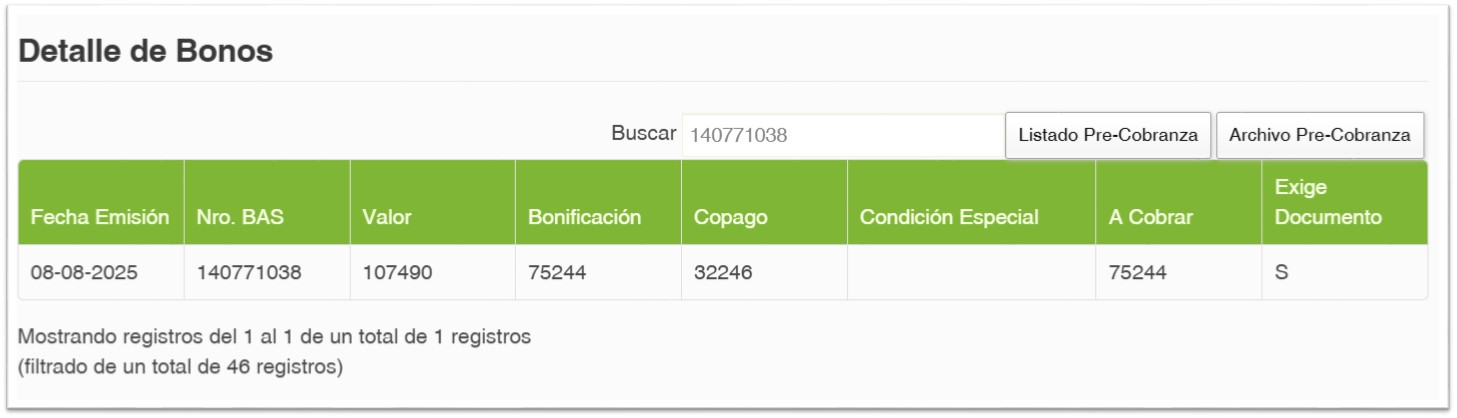 Detalle de Bonos
Buscar 140771038 Listado Pre-Cobranza Archivo Pre-Cobranza
Fecha Emisión Nro. BAS Valor Bonificación Copago Condición Especial A Cobrar Exige Documento
08-08-2025 140771038 107490 75244 32246 75244 S
Mostrando registros del 1 al 1 de un total de 1 registros
(filtrado de un total de 46 registros)